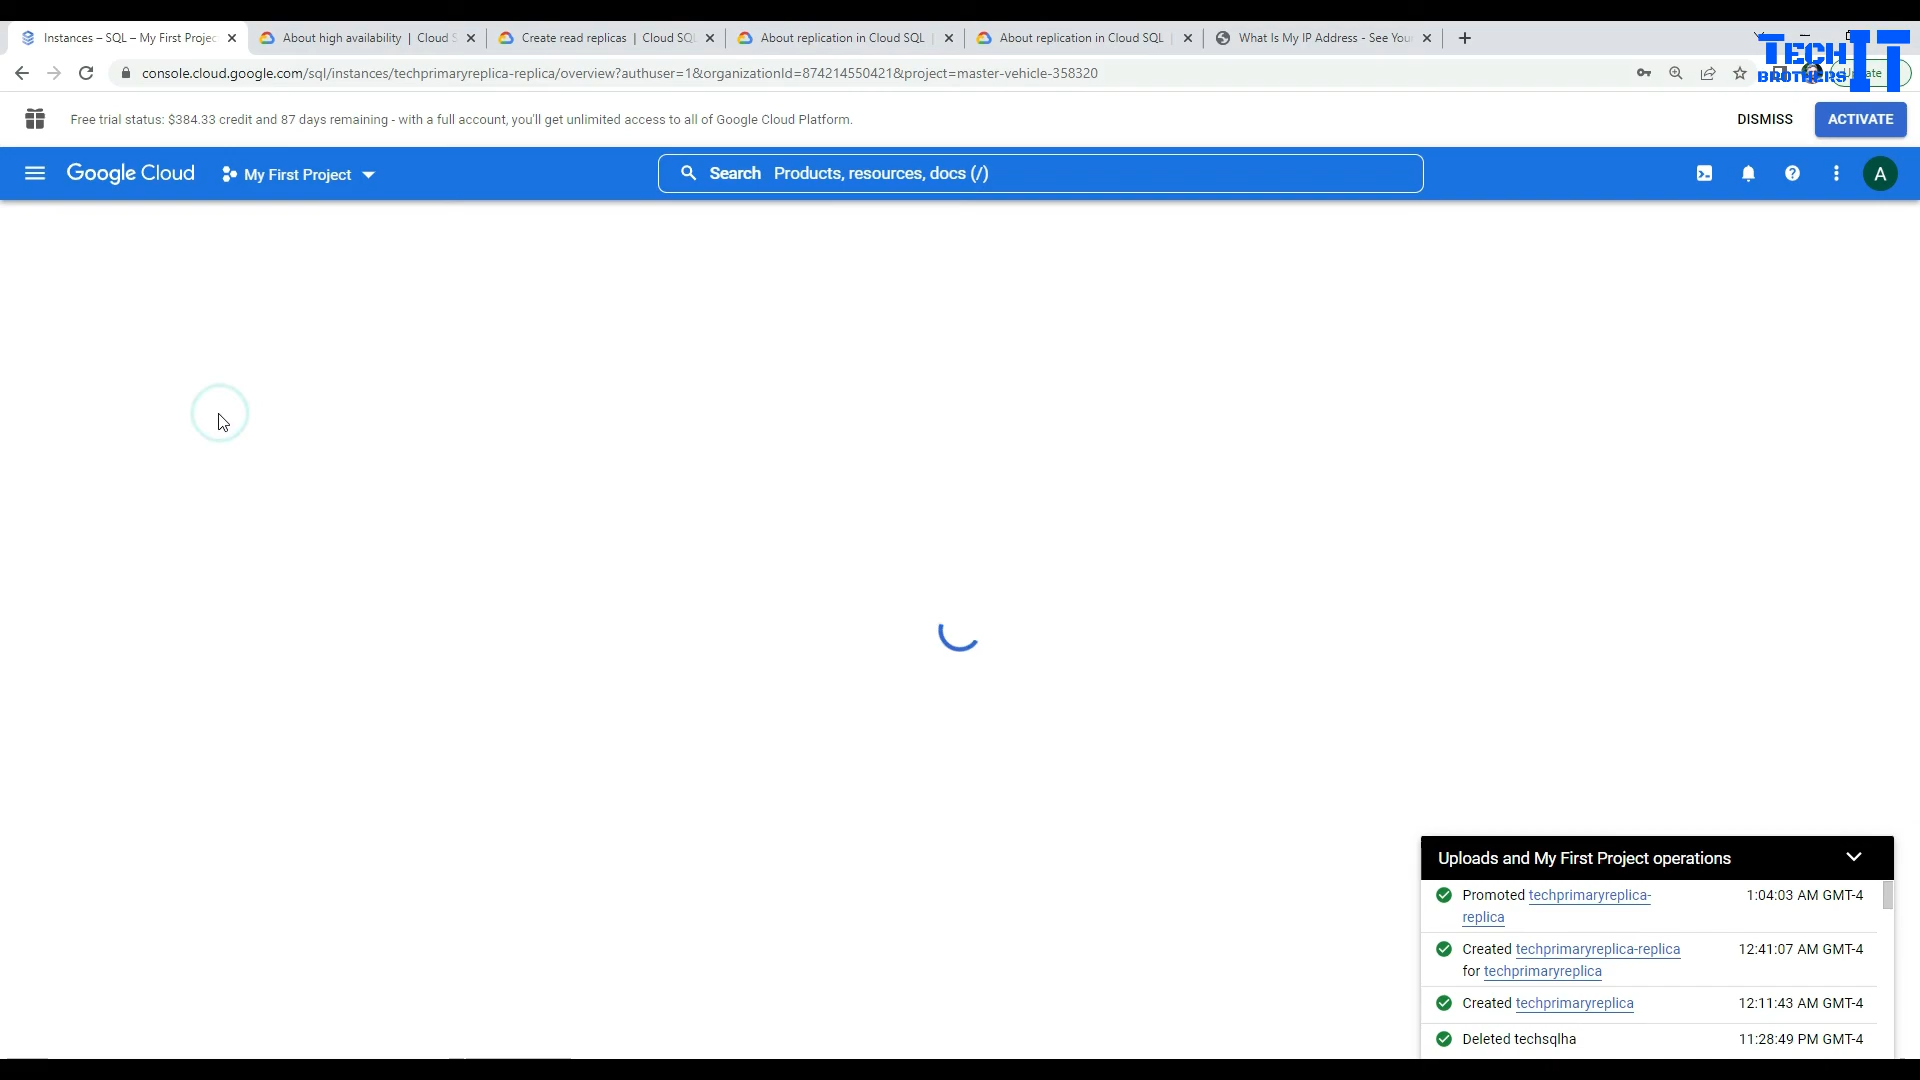 Instances – SQL – My First Projec
About high availability | Cloud S
Create read replicas | Cloud SQL
About replication in Cloud SQL |
About replication in Cloud SQL |
What Is My IP Address - See You
console.cloud.google.com/sql/instances/techprimaryreplica-replica/overview?authuser=1&organizationId=874214550421&project=master-vehicle-358320
TECH IT
BROTHERS
Free trial status: $384.33 credit and 87 days remaining - with a full account, you'll get unlimited access to all of Google Cloud Platform.
DISMISS
ACTIVATE
Google Cloud
My First Project
Search Products, resources, docs (/)
A
Uploads and My First Project operations
Promoted techprimaryreplica-
replica
1:04:03 AM GMT-4
Created techprimaryreplica-replica
for techprimaryreplica
12:41:07 AM GMT-4
Created techprimaryreplica
12:11:43 AM GMT-4
Deleted techsqlha
11:28:49 PM GMT-4